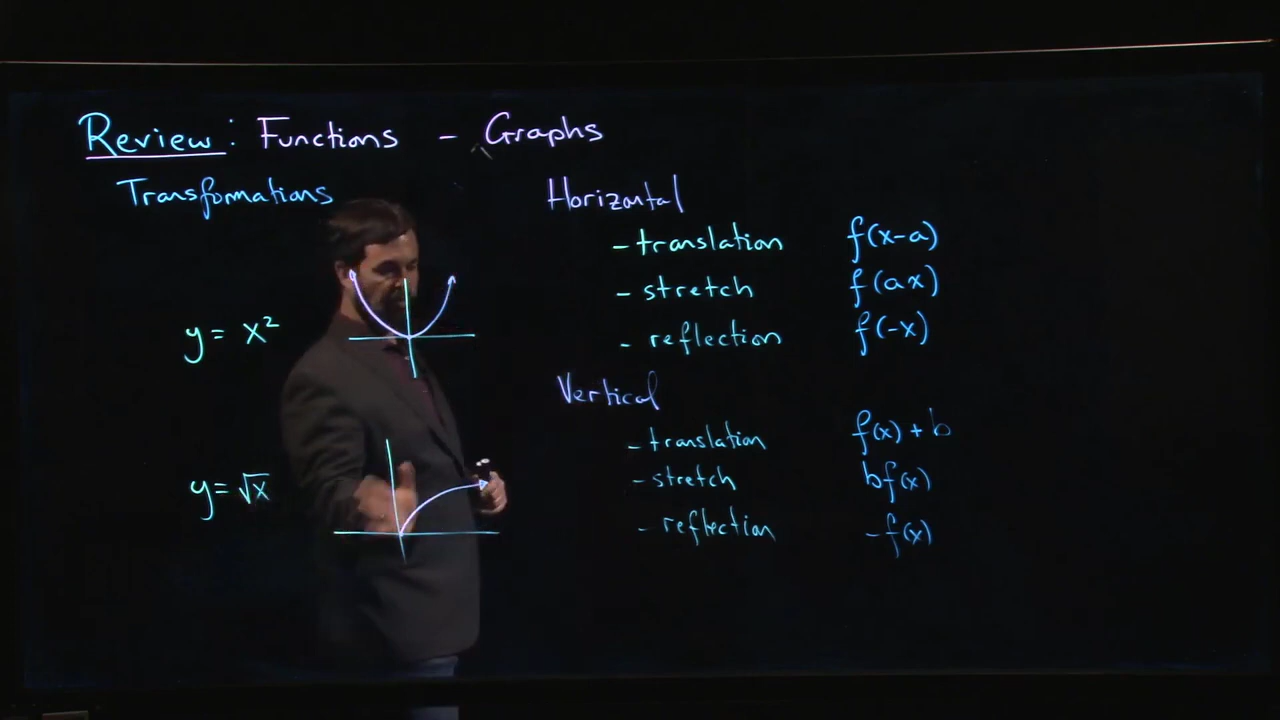 Review: Functions - Graphs
Transformations
y = x²
y = √x
Horizontal
- translation f(x-a)
- stretch f(ax)
- reflection f(-x)
Vertical
- translation f(x) + b
- stretch bf(x)
- reflection -f(x)